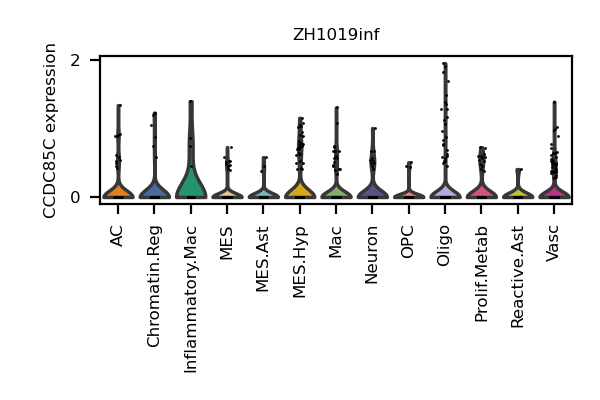 ZH1019inf
CCDC85C expression
2
0
AC
Chromatin.Reg
Inflammatory.Mac
MES
MES.Ast
MES.Hyp
Mac
Neuron
OPC
Oligo
Prolif.Metab
Reactive.Ast
Vasc